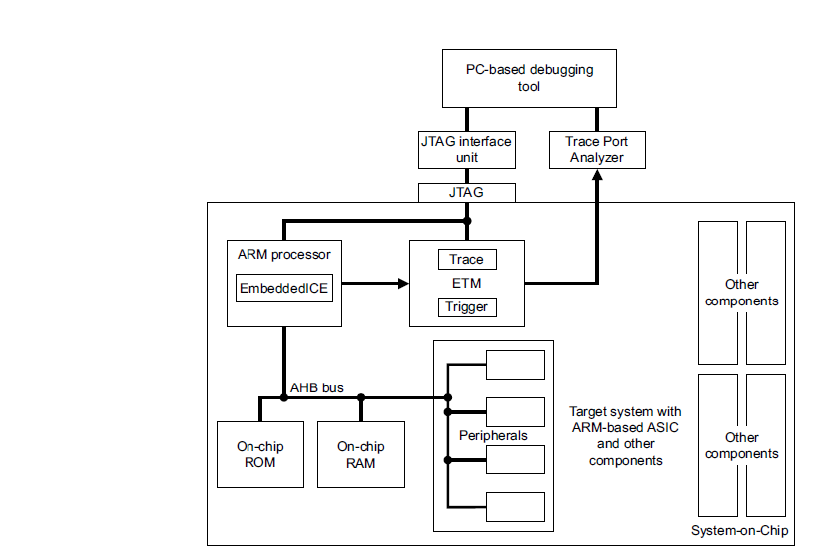 PC-based debugging
tool
JTAG interface
unit
Trace Port
Analyzer
JTAG
ARM processor
EmbeddedICE
Trace
ETM
Trigger
Other
components
AHB bus
On-chip
ROM
On-chip
RAM
Peripherals
Target system with
ARM-based ASIC
and other
components
Other
components
System-on-Chip